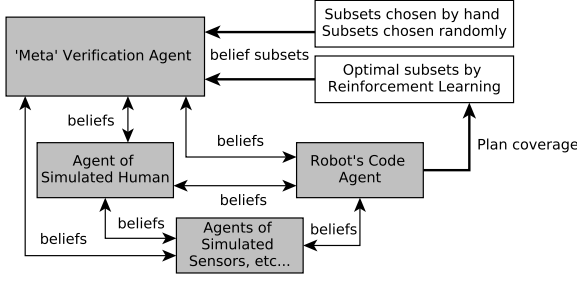 Subsets chosen by hand
Subsets chosen randomly
'Meta' Verification Agent
belief subsets
Optimal subsets by
Reinforcement Learning
beliefs
beliefs
Plan coverage
Agent of
Simulated Human
Robot's Code
Agent
beliefs
beliefs
Agents of
Simulated
Sensors, etc...
beliefs
beliefs